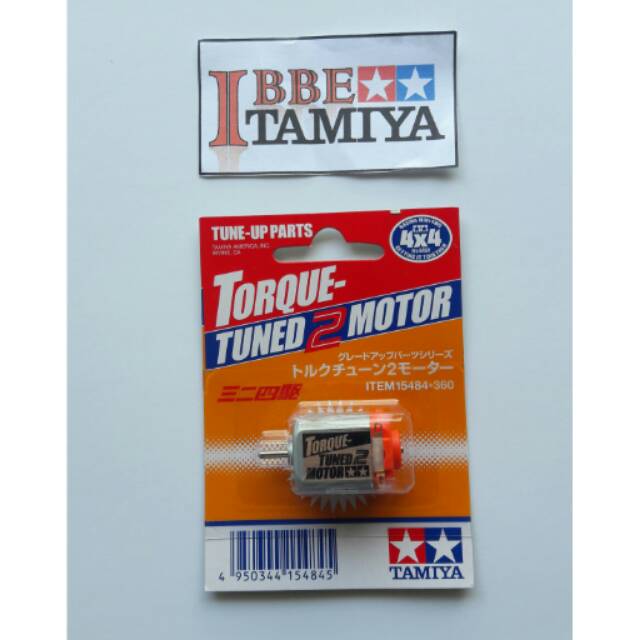 IBBE
TAMIYA
TUNE-UP PARTS
TAMIYA AMERICA, INC.
IRVINE, CA
4x4
TORQUE-
TUNED 2 MOTOR
グレードアップパーツシリーズ
トルクチューン2モーター
ITEM 15484•360
ミニ四駆
TORQUE-
TUNED 2
MOTOR
4 950344 154845
TAMIYA